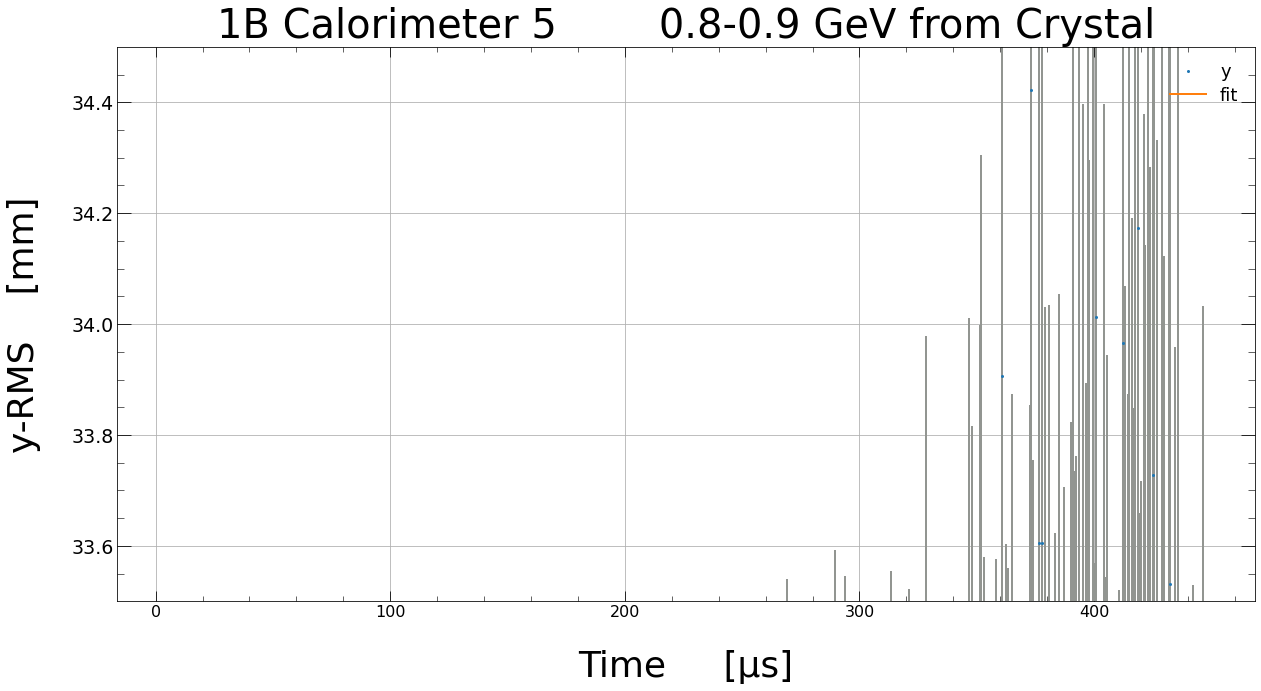 1B Calorimeter 5 0.8-0.9 GeV from Crystal
y
fit
34.4
34.2
34.0
33.8
33.6
y-RMS [mm]
0 100 200 300 400
Time [µs]